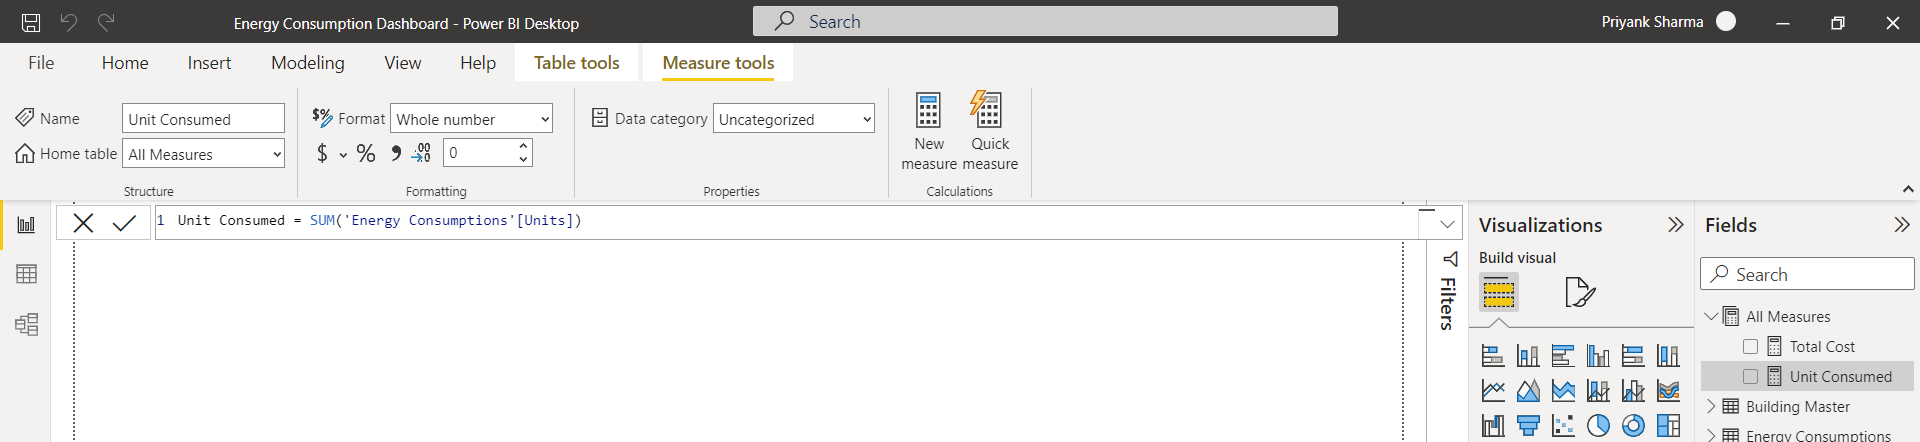 Energy Consumption Dashboard - Power BI Desktop
Search
Priyank Sharma
File Home Insert Modeling View Help Table tools Measure tools
Name Unit Consumed
Home table All Measures
Structure
$% Format Whole number
$ % , .00 0
Formatting
Data category Uncategorized
Properties
New measure
Quick measure
Calculations
1 Unit Consumed = SUM('Energy Consumptions'[Units])
Filters
Visualizations
Build visual
Fields
Search
All Measures
Total Cost
Unit Consumed
Building Master
Energy Consumptions